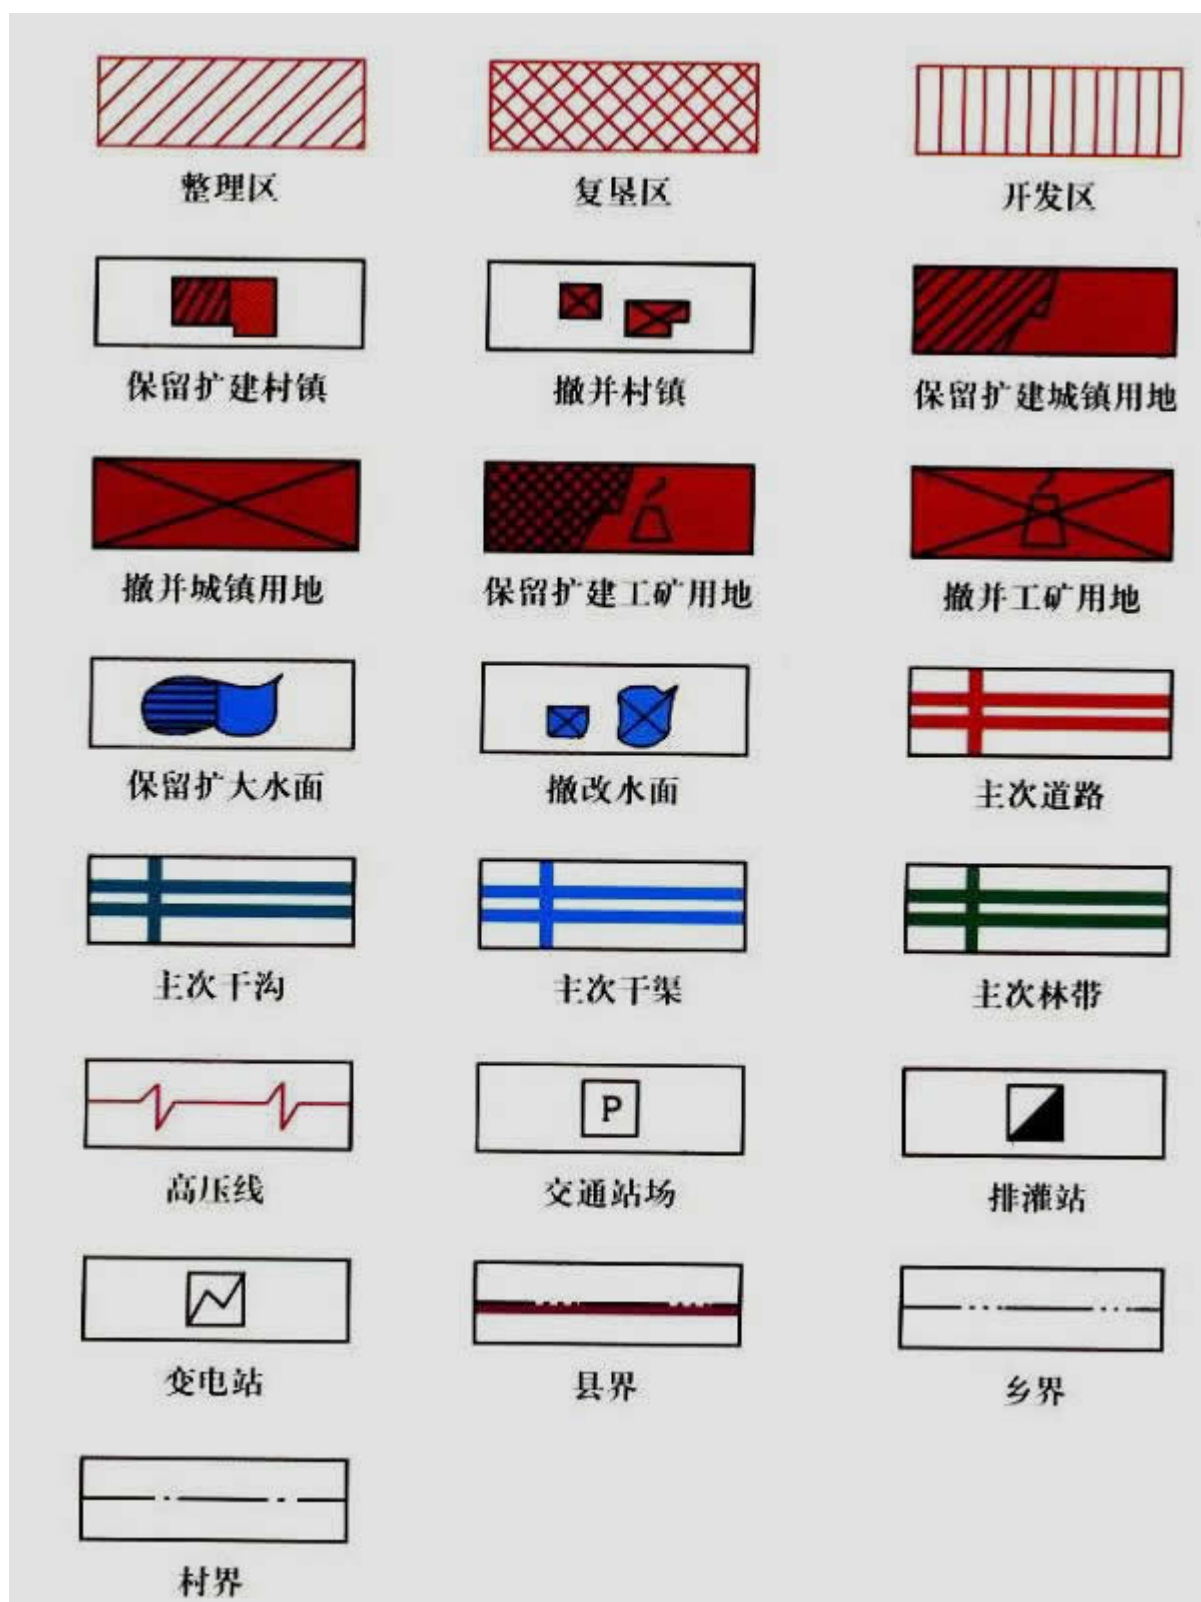 整理区
复垦区
开发区
保留扩建村镇
撤并村镇
保留扩建城镇用地
撤并城镇用地
保留扩建工矿用地
撤并工矿用地
保留扩大水面
撤改水面
主次道路
主次干沟
主次干渠
主次林带
高压线
P
交通站场
排灌站
变电站
县界
乡界
村界